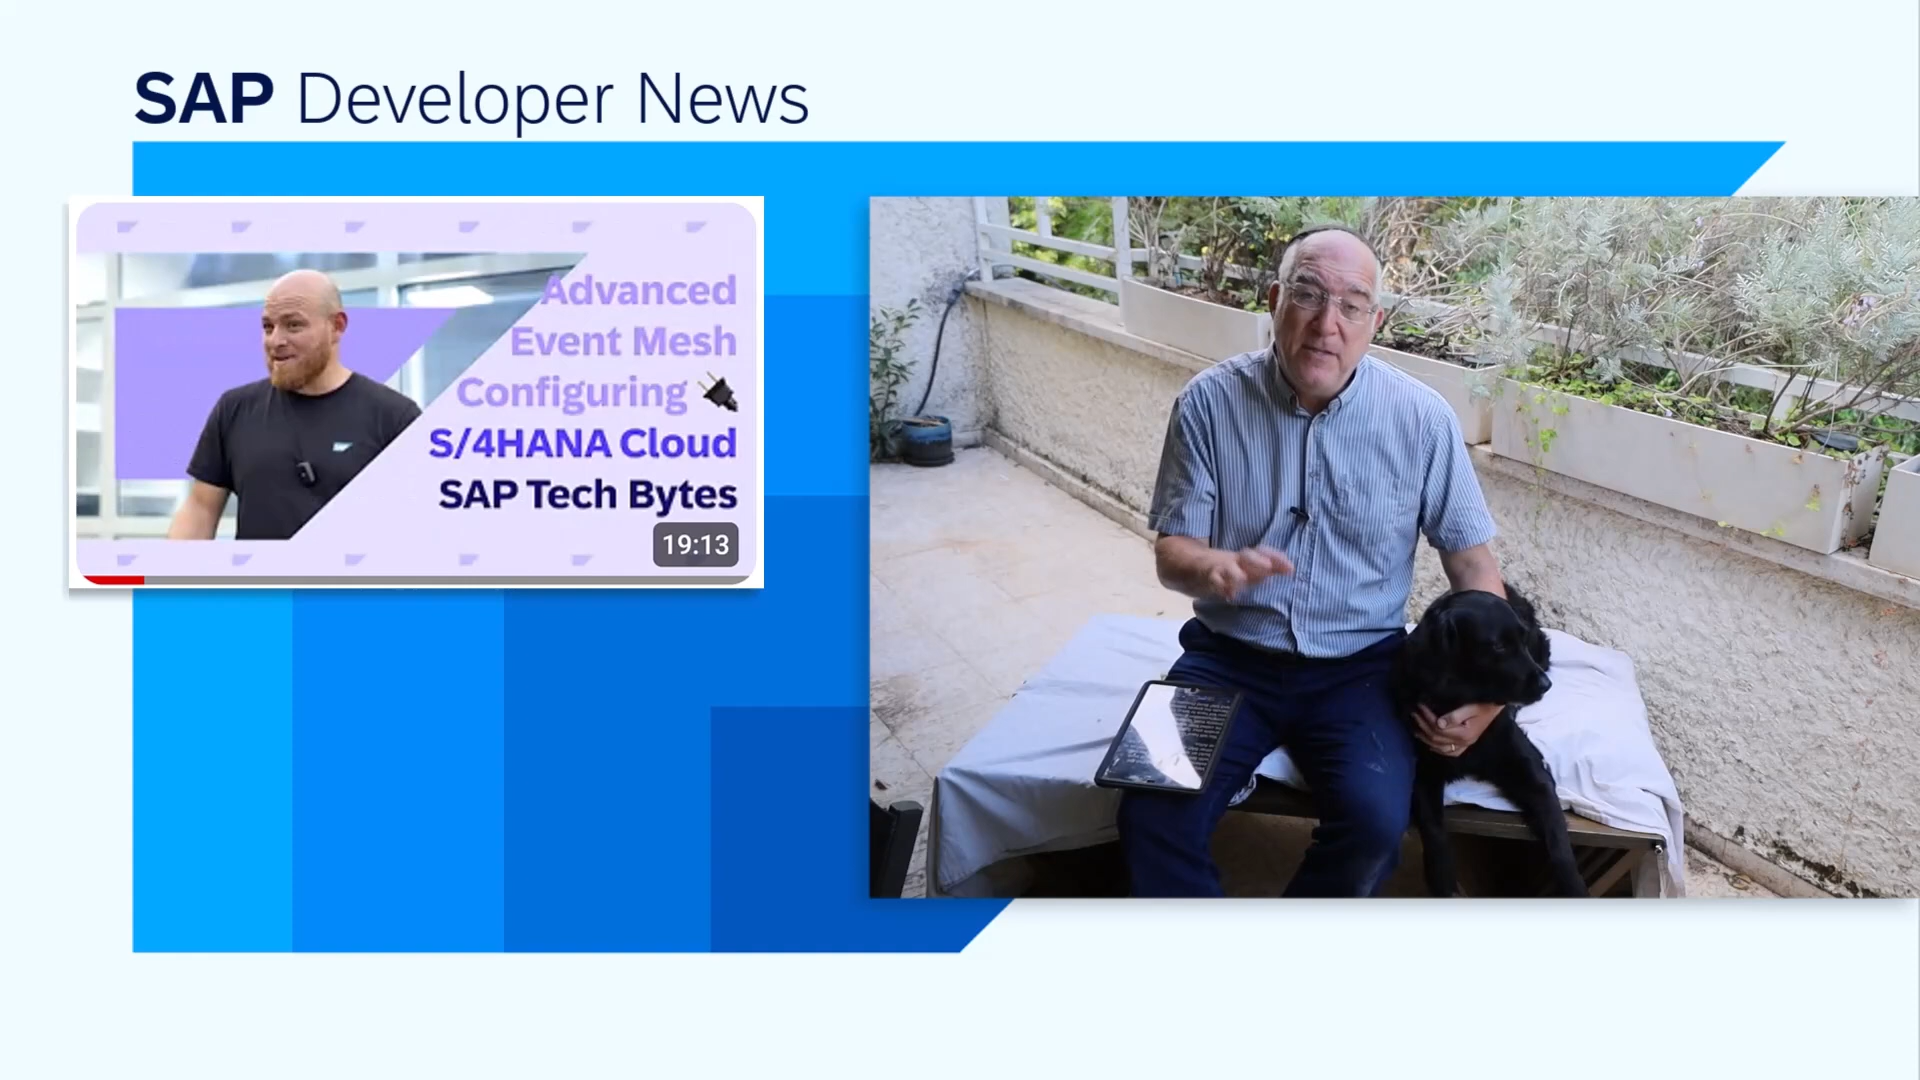 SAP Developer News
Advanced
Event Mesh
Configuring
S/4HANA Cloud
SAP Tech Bytes
19:13